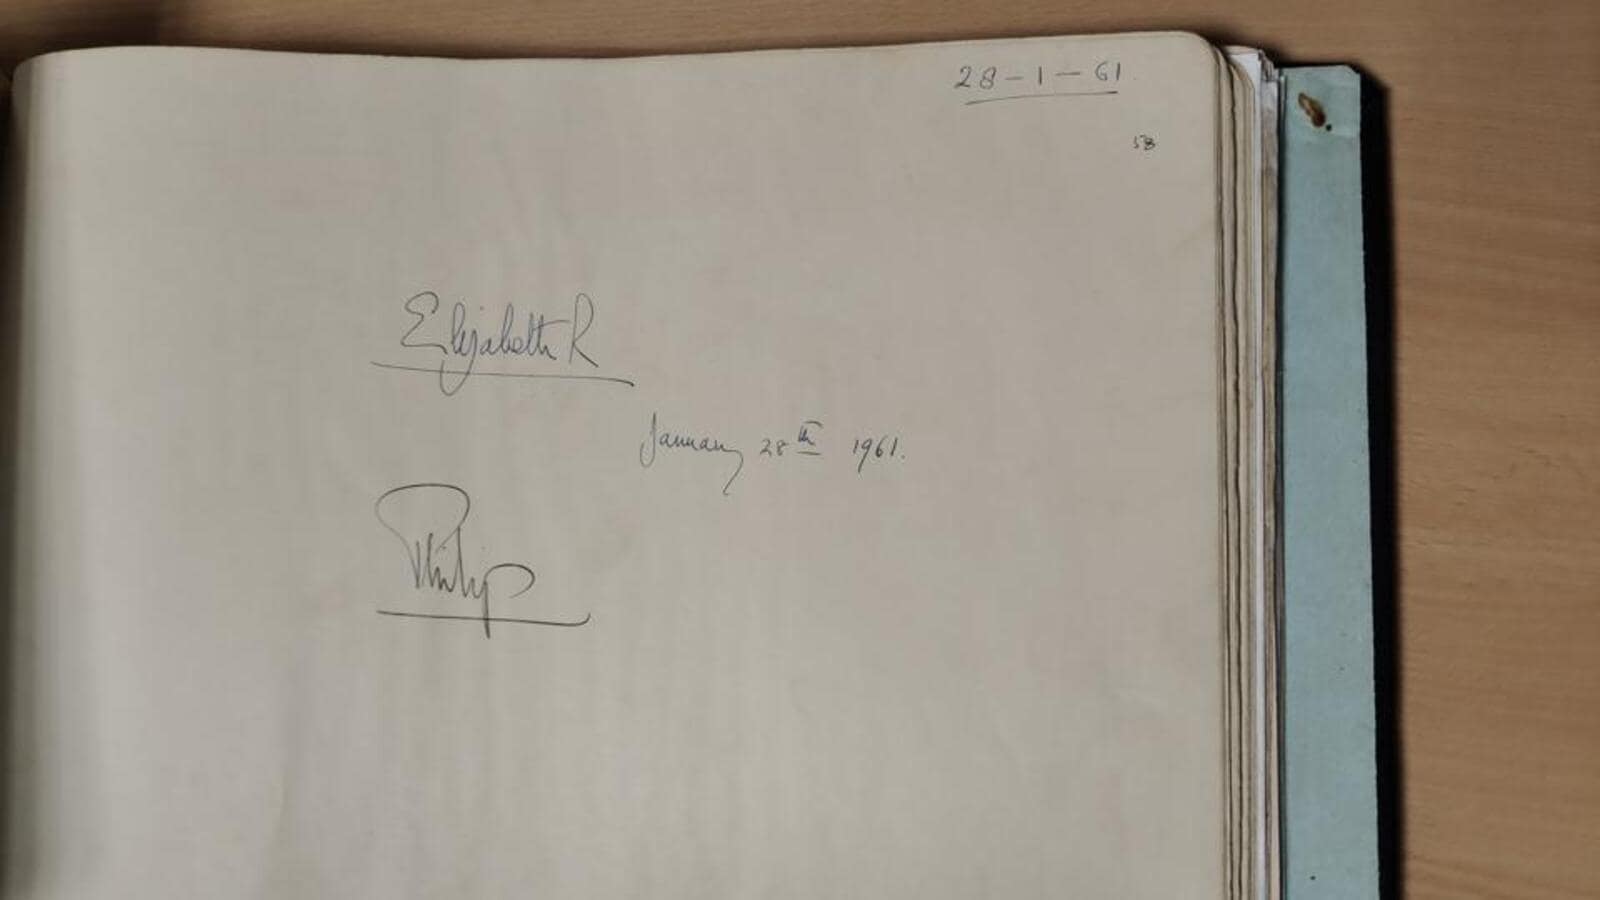 28-1-61.
58
Elizabeth R
January 28th 1961.
Philip